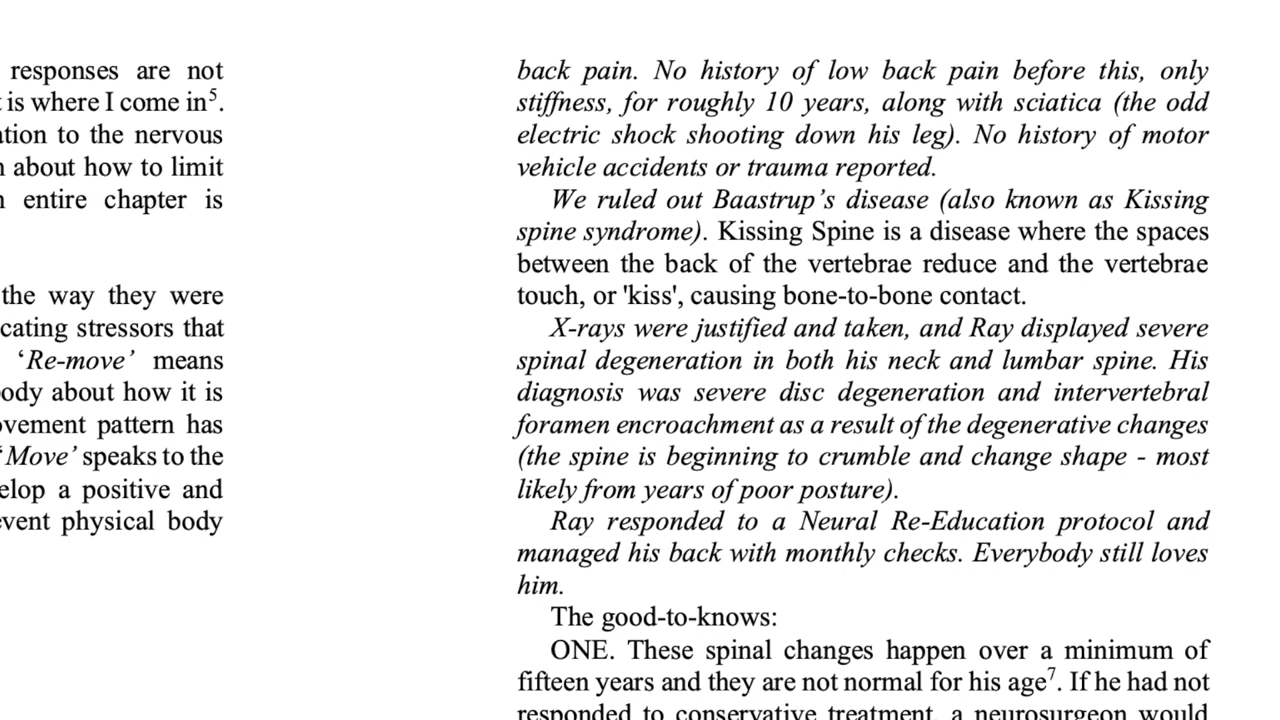 responses are not
is where I come in⁵.
to the nervous
about how to limit
entire chapter is
the way they were
stressors that
‘Re-move’ means
about how it is
pattern has
‘Move’ speaks to the
a positive and
physical body
back pain. No history of low back pain before this, only
stiffness, for roughly 10 years, along with sciatica (the odd
electric shock shooting down his leg). No history of motor
vehicle accidents or trauma reported.
We ruled out Baastrup’s disease (also known as Kissing
spine syndrome). Kissing Spine is a disease where the spaces
between the back of the vertebrae reduce and the vertebrae
touch, or 'kiss', causing bone-to-bone contact.
X-rays were justified and taken, and Ray displayed severe
spinal degeneration in both his neck and lumbar spine. His
diagnosis was severe disc degeneration and intervertebral
foramen encroachment as a result of the degenerative changes
(the spine is beginning to crumble and change shape - most
likely from years of poor posture).
Ray responded to a Neural Re-Education protocol and
managed his back with monthly checks. Everybody still loves
him.
The good-to-knows:
ONE. These spinal changes happen over a minimum of
fifteen years and they are not normal for his age⁷. If he had not
responded to conservative treatment, a neurosurgeon would